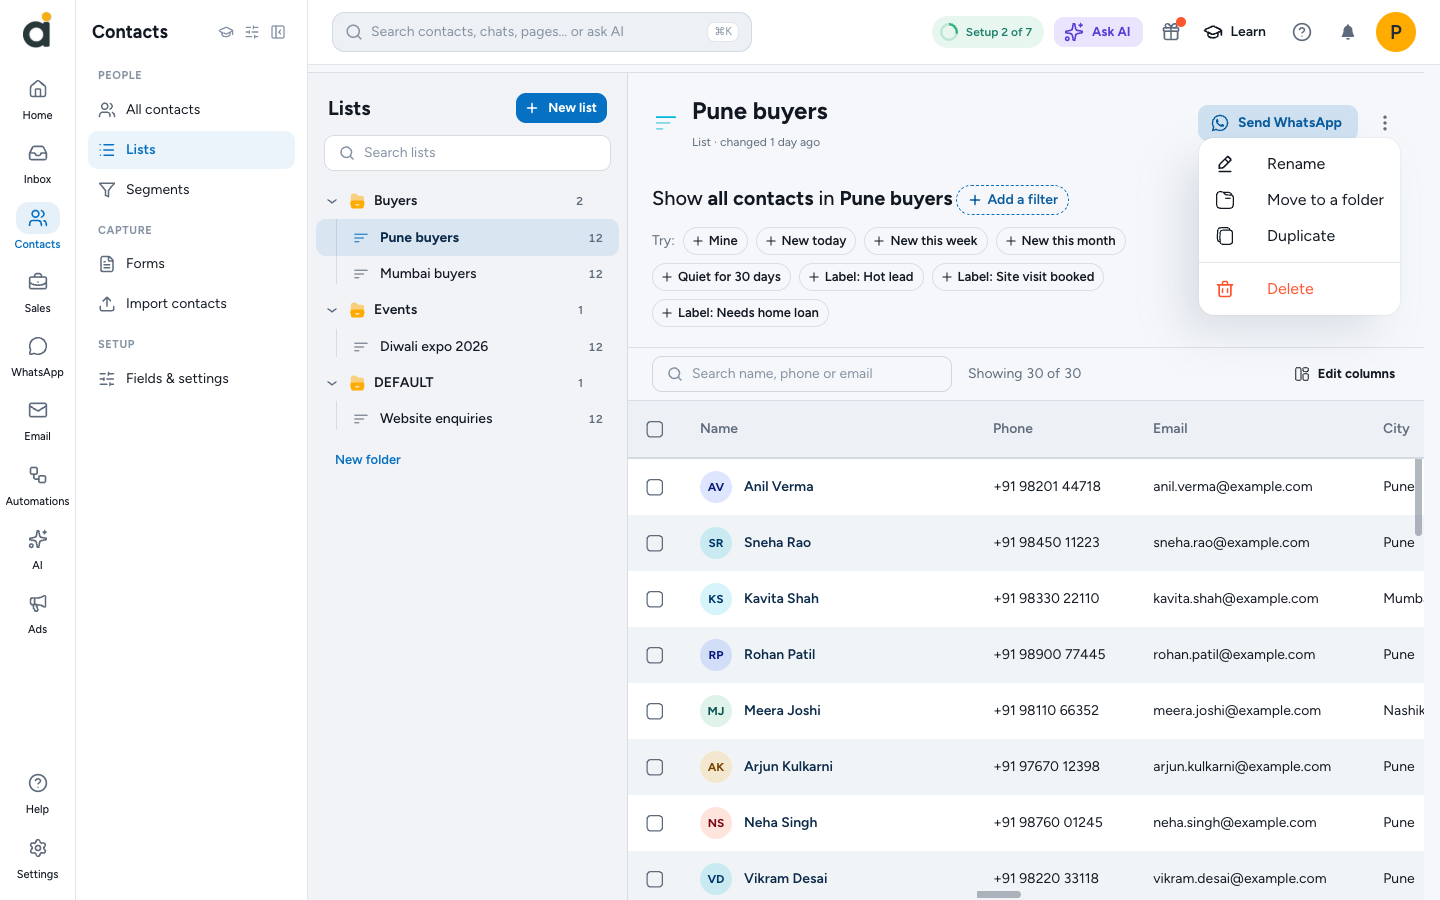 Home
Inbox
Contacts
Sales
WhatsApp
Email
Automations
AI
Ads
Help
Settings
Contacts
PEOPLE
All contacts
Lists
Segments
CAPTURE
Forms
Import contacts
SETUP
Fields & settings
Search contacts, chats, pages... or ask AI
⌘K
Setup 2 of 7
Ask AI
Learn
P
Lists
New list
Search lists
Buyers 2
Pune buyers 12
Mumbai buyers 12
Events 1
Diwali expo 2026 12
DEFAULT 1
Website enquiries 12
New folder
Pune buyers
List · changed 1 day ago
Send WhatsApp
Rename
Move to a folder
Duplicate
Delete
Show all contacts in Pune buyers Add a filter
Try: Mine New today New this week New this month
Quiet for 30 days Label: Hot lead Label: Site visit booked
Label: Needs home loan
Search name, phone or email
Showing 30 of 30
Edit columns
Name Phone Email City
AV Anil Verma +91 98201 44718 anil.verma@example.com Pune
SR Sneha Rao +91 98450 11223 sneha.rao@example.com Pune
KS Kavita Shah +91 98330 22110 kavita.shah@example.com Mumb
RP Rohan Patil +91 98900 77445 rohan.patil@example.com Pune
MJ Meera Joshi +91 98110 66352 meera.joshi@example.com Nashik
AK Arjun Kulkarni +91 97670 12398 arjun.kulkarni@example.com Pune
NS Neha Singh +91 98760 01245 neha.singh@example.com Pune
VD Vikram Desai +91 98220 33118 vikram.desai@example.com Pune